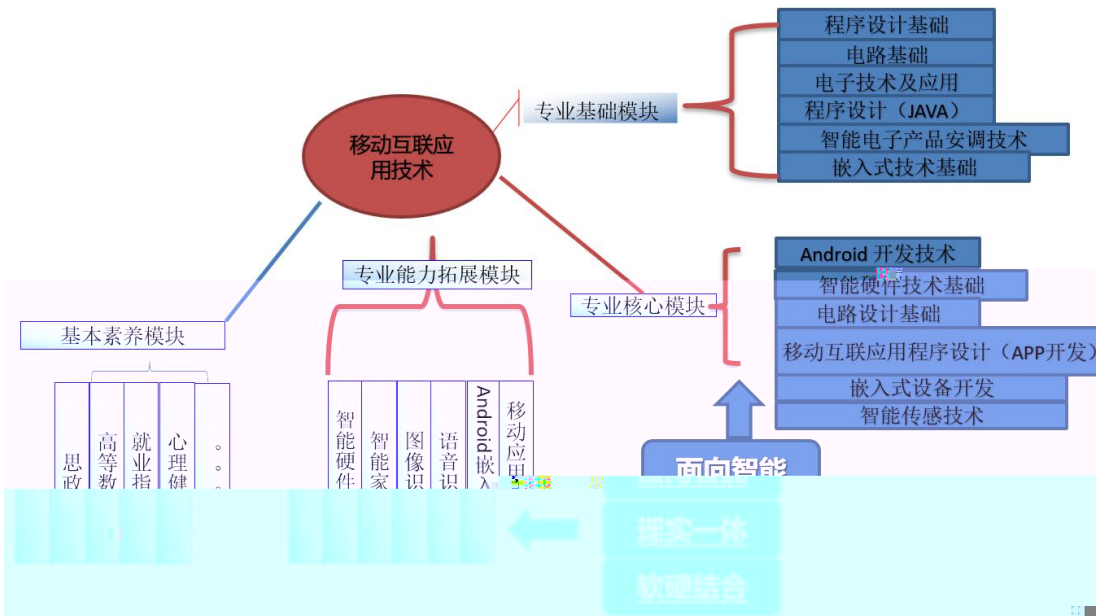 移动互联应
用技术
专业基础模块
程序设计基础
电路基础
电子技术及应用
程序设计（JAVA）
智能电子产品安调技术
嵌入式技术基础
专业核心模块
Android 开发技术
智能硬件技术基础
电路设计基础
移动互联应用程序设计（APP开发）
嵌入式设备开发
智能传感技术
专业能力拓展模块
智能硬件
智能家
图像识
语音识
Android嵌入
移动应用
基本素养模块
思政
高等数
就业指
心理健
。。。
面向智能
理实一体
软硬结合